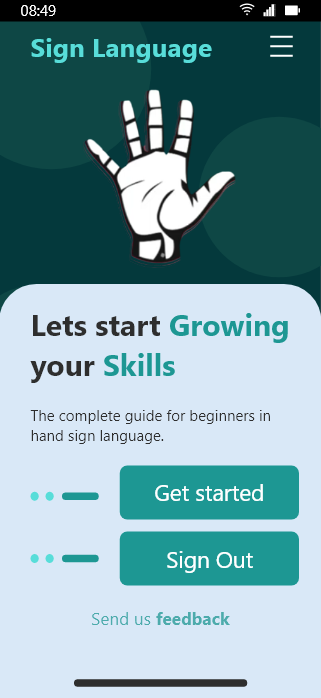 08:49
Sign Language
Lets start Growing
your Skills
The complete guide for beginners in
hand sign language.
Get started
Sign Out
Send us feedback